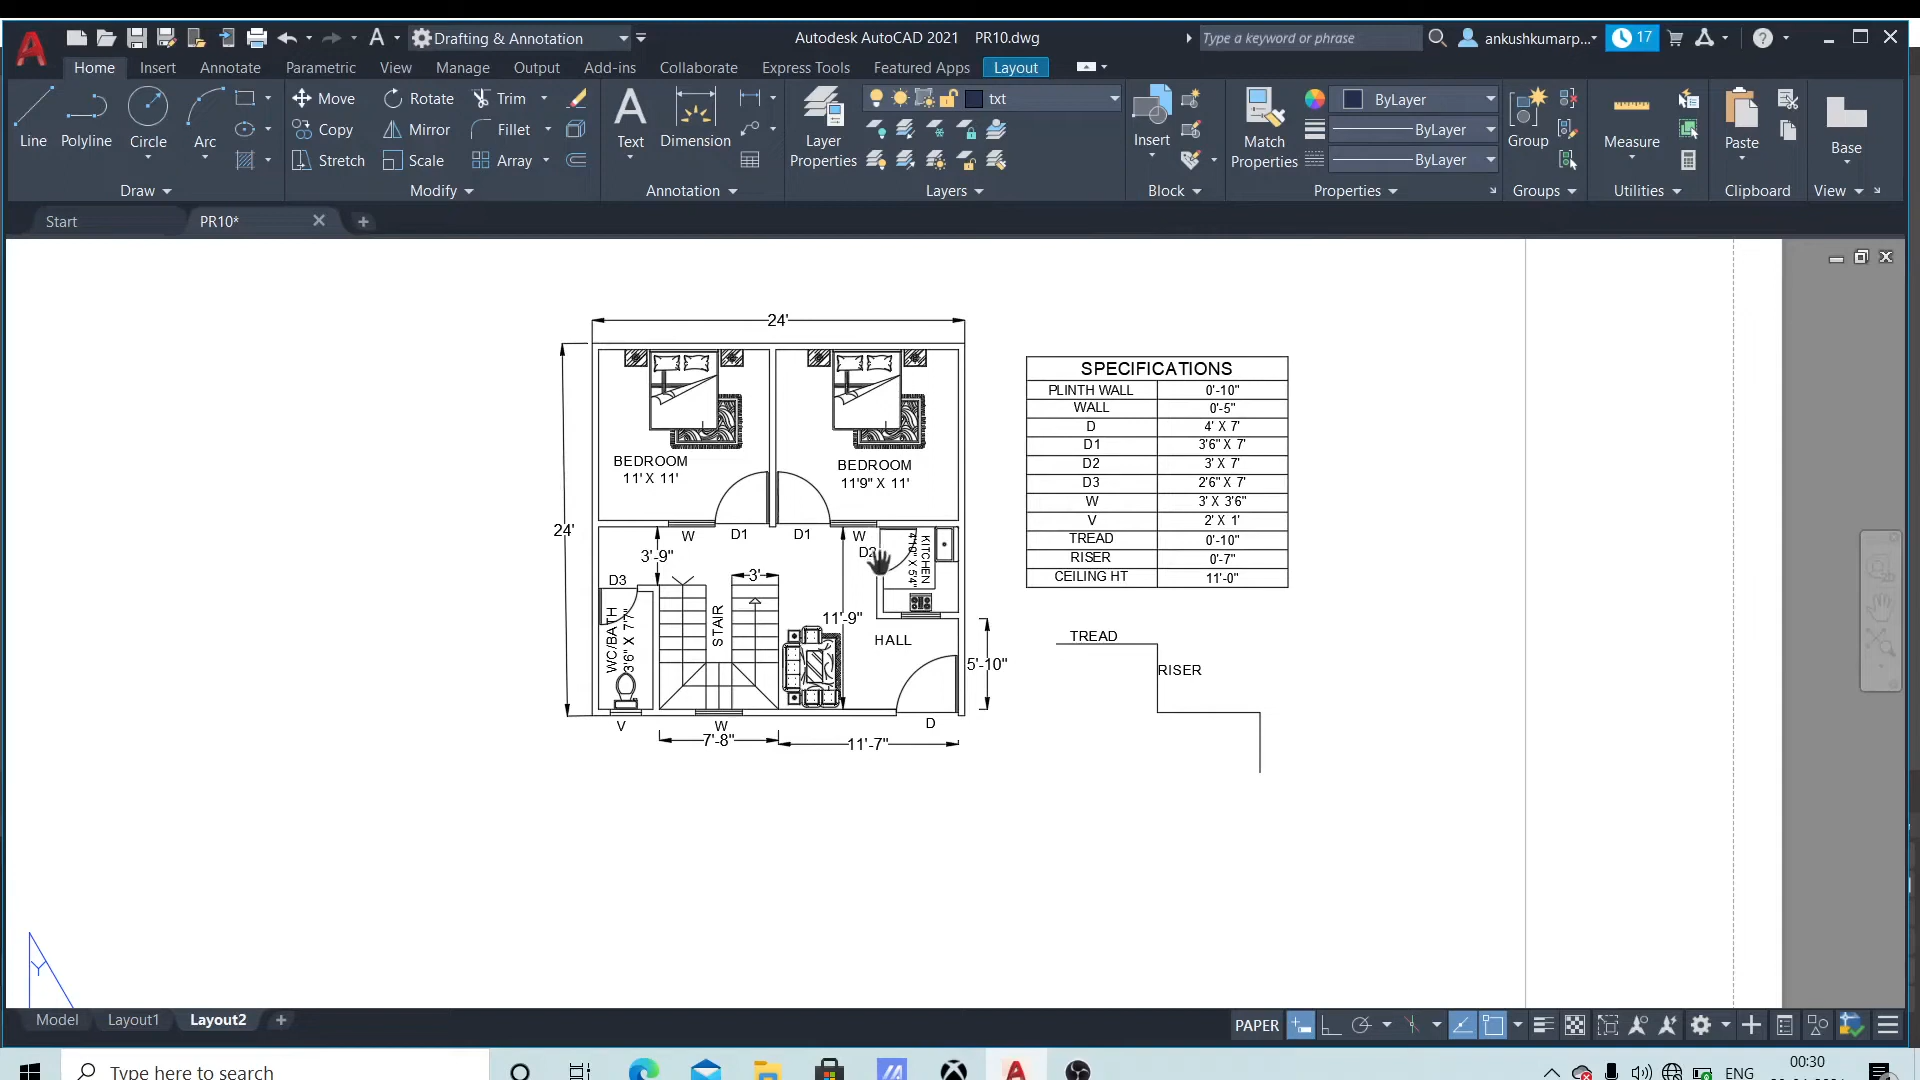 Drafting & Annotation
Autodesk AutoCAD 2021 PR10.dwg
Type a keyword or phrase
ankushkumarp...
17
Home Insert Annotate Parametric View Manage Output Add-ins Collaborate Express Tools Featured Apps Layout
Line Polyline Circle Arc
Draw
Move Rotate Trim
Copy Mirror Fillet
Stretch Scale Array
Modify
Text Dimension
Annotation
Layer Properties
txt
Layers
Insert
Block
Match Properties
ByLayer
ByLayer
ByLayer
Properties
Group
Groups
Measure
Utilities
Paste
Clipboard
Base
View
Start PR10*
24'
24'
BEDROOM
11' X 11'
BEDROOM
11'9" X 11'
W D1 D1 W
3'-9"
KITCHEN
D3
3'
11'-9"
STAIR
WC/BATH
3'6" X 7'7"
HALL
5'-10"
V W D
7'-8" 11'-7"
SPECIFICATIONS
PLINTH WALL 0'-10"
WALL 0'-5"
D 4' X 7'
D1 3'6" X 7'
D2 3' X 7'
D3 2'6" X 7'
W 3' X 3'6"
V 2' X 1'
TREAD 0'-10"
RISER 0'-7"
CEILING HT 11'-0"
TREAD
RISER
Y
Model Layout1 Layout2
PAPER
Type here to search
ENG
00:30